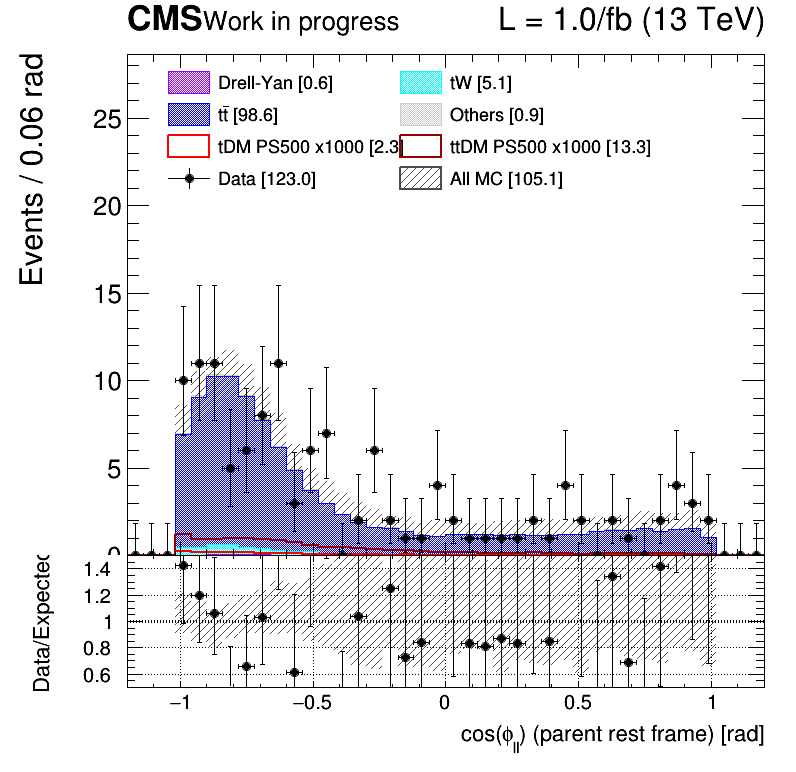 CMS Work in progress L = 1.0/fb (13 TeV)
Events / 0.06 rad
Drell-Yan [0.6] tW [5.1]
tt̄ [98.6] Others [0.9]
tDM PS500 x1000 [2.3] ttDM PS500 x1000 [13.3]
Data [123.0] All MC [105.1]
25
20
15
10
5
0
Data/Expected
1.4
1.2
1
0.8
0.6
−1 −0.5 0 0.5 1
cos(ϕll) (parent rest frame) [rad]